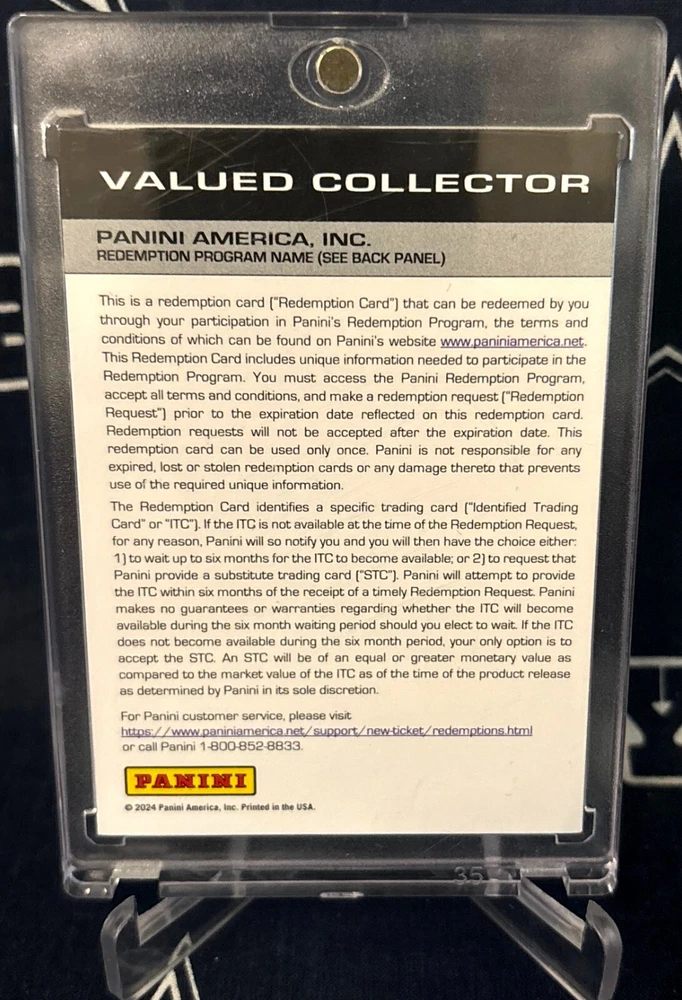 VALUED COLLECTOR
PANINI AMERICA, INC.
REDEMPTION PROGRAM NAME (SEE BACK PANEL)
This is a redemption card ("Redemption Card") that can be redeemed by you
through your participation in Panini's Redemption Program, the terms and
conditions of which can be found on Panini's website www.paniniamerica.net.
This Redemption Card includes unique information needed to participate in the
Redemption Program. You must access the Panini Redemption Program,
accept all terms and conditions, and make a redemption request ("Redemption
Request") prior to the expiration date reflected on this redemption card.
Redemption requests will not be accepted after the expiration date. This
redemption card can be used only once. Panini is not responsible for any
expired, lost or stolen redemption cards or any damage thereto that prevents
use of the required unique information.
The Redemption Card identifies a specific trading card ("Identified Trading
Card" or "ITC"). If the ITC is not available at the time of the Redemption Request,
for any reason, Panini will so notify you and you will then have the choice either:
1) to wait up to six months for the ITC to become available; or 2) to request that
Panini provide a substitute trading card ("STC"). Panini will attempt to provide
the ITC within six months of the receipt of a timely Redemption Request. Panini
makes no guarantees or warranties regarding whether the ITC will become
available during the six month waiting period should you elect to wait. If the ITC
does not become available during the six month period, your only option is to
accept the STC. An STC will be of an equal or greater monetary value as
compared to the market value of the ITC as of the time of the product release
as determined by Panini in its sole discretion.
For Panini customer service, please visit
https://www.paniniamerica.net/support/new-ticket/redemptions.html
or call Panini 1-800-852-8833.
PANINI
© 2024 Panini America, Inc. Printed in the USA.